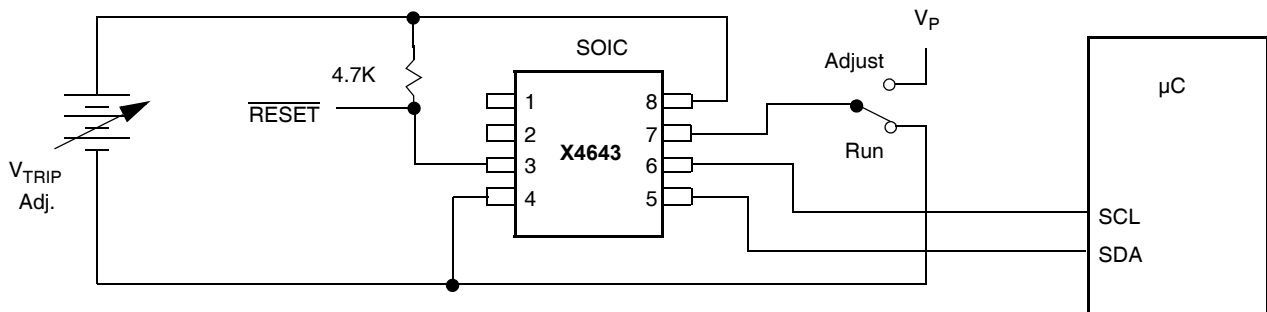 V_P
SOIC
Adjust
4.7K
µC
RESET
1
8
2
7
X4643
3
6
4
5
Run
V_TRIP
Adj.
SCL
SDA